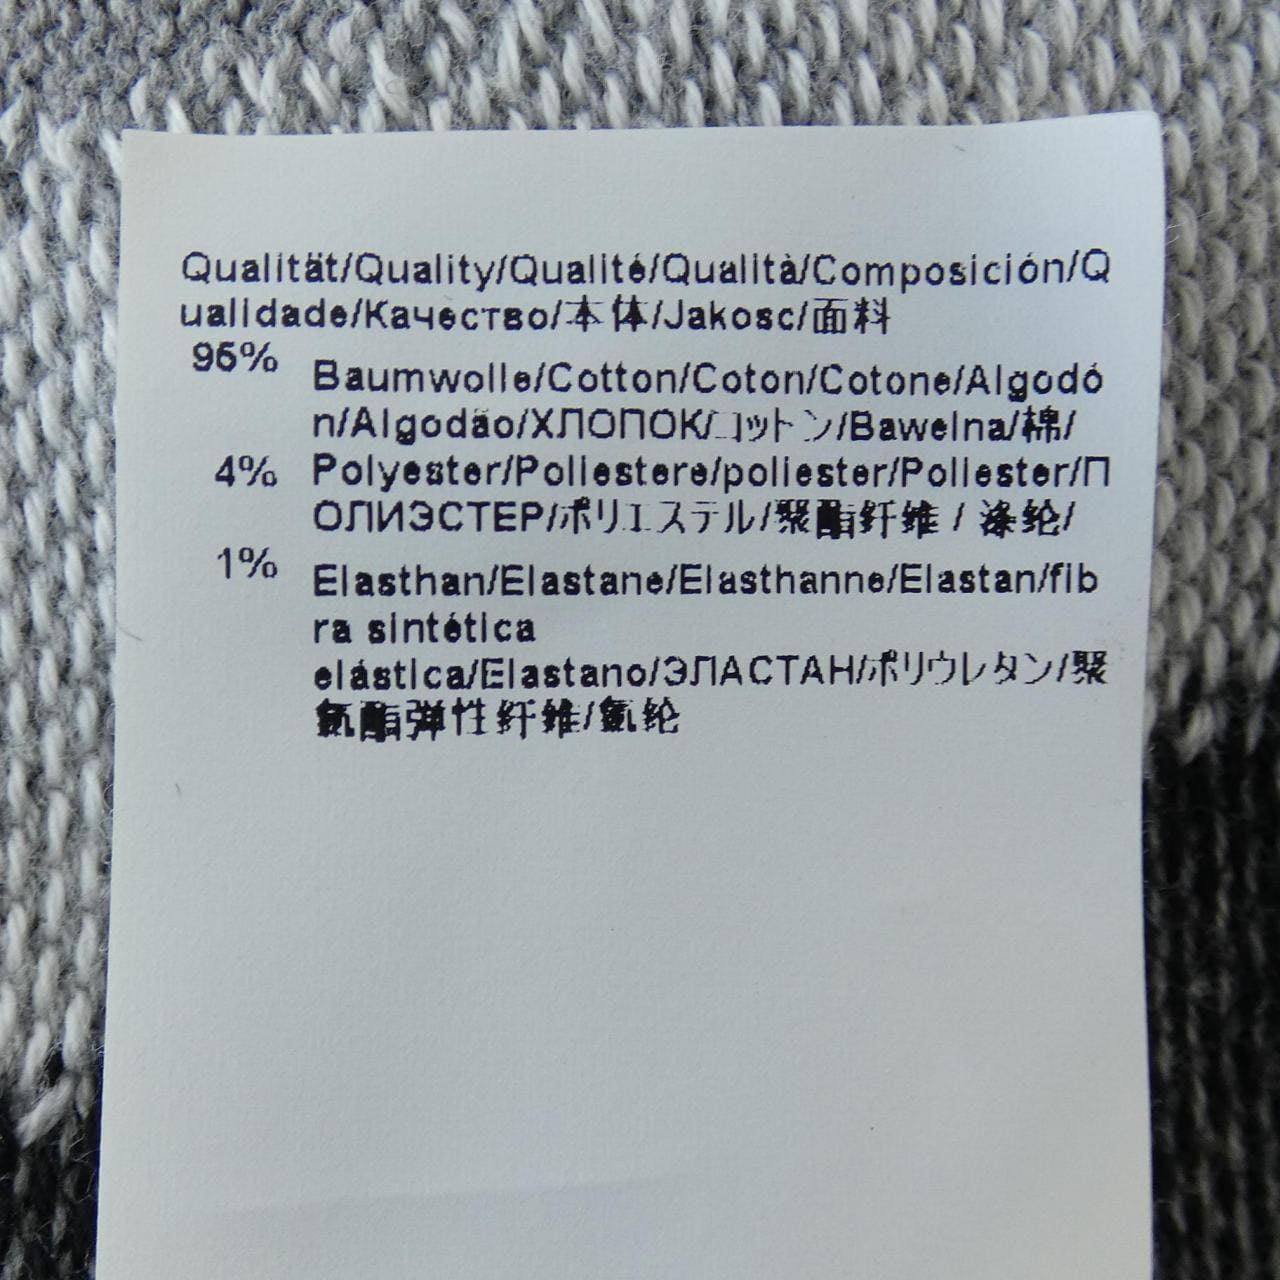 Qualität/Quality/Qualité/Qualità/Composición/Q
ualidade/Качество/本体/Jakosc/面料
95%
Baumwolle/Cotton/Coton/Cotone/Algodó
n/Algodão/ХЛОПОК/コットン/Bawelna/棉/
4%
Polyester/Poliestere/poliester/Poliester/П
ОЛИЭСТЕР/ポリエステル/聚酯纤维 / 涤纶/
1%
Elasthan/Elastane/Elasthanne/Elastan/fib
ra sintética
elástica/Elastano/ЭЛАСТАН/ポリウレタン/聚
氨酯弹性纤维/氨纶